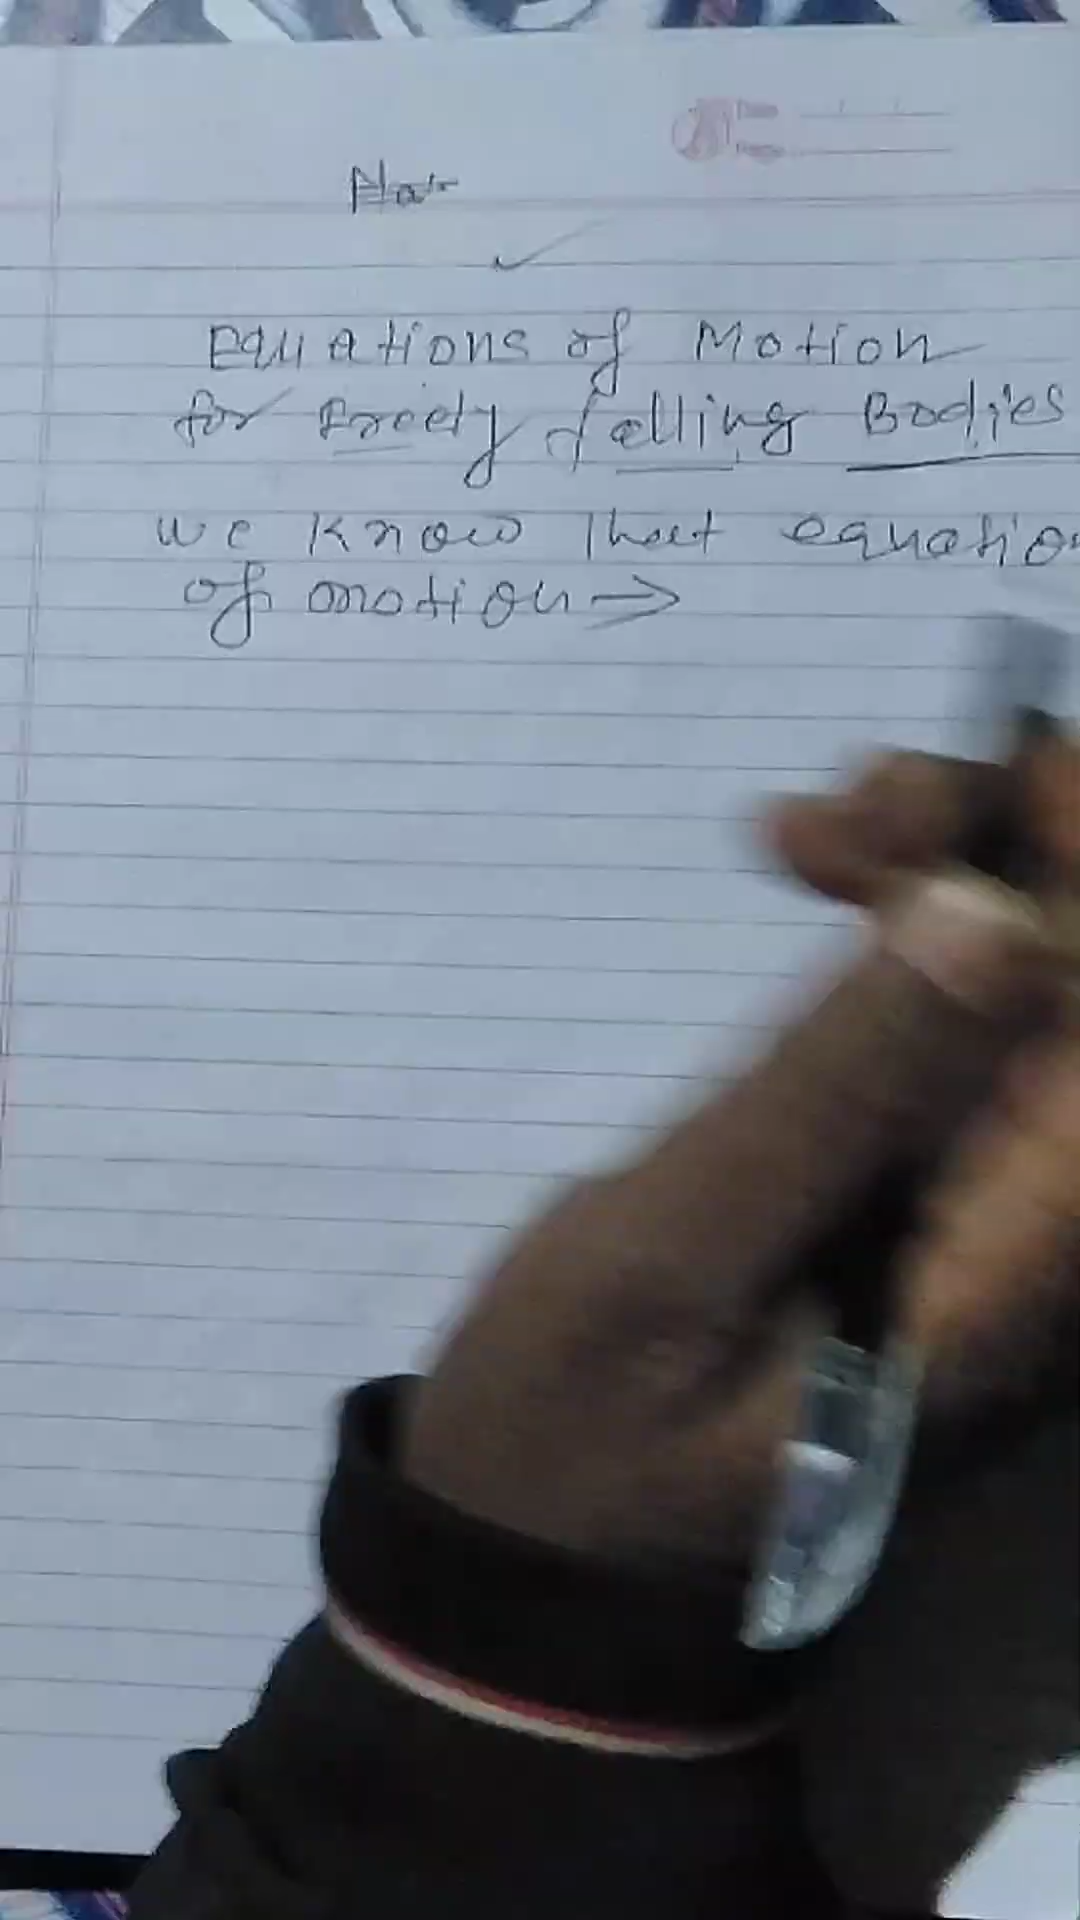 Equations of Motion
for freely falling Bodies
we know that equation
of motion →